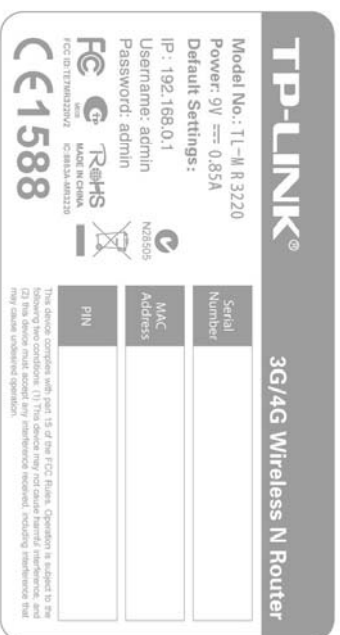 TP-LINK® 3G/4G Wireless N Router
Model No.: TL-MR3220
Power: 9V ⎓ 0.85A
Default Settings:
IP: 192.168.0.1
Username: admin
Password: admin
N28505
FC
RoHS
MADE IN CHINA
FCC ID:TE7MR3220V2
IC:8853A-MR3220
CE1588
Serial
Number
MAC
Address
PIN
This device complies with part 15 of the FCC Rules. Operation is subject to the
following two conditions: (1) This device may not cause harmful interference, and
(2) this device must accept any interference received, including interference that
may cause undesired operation.